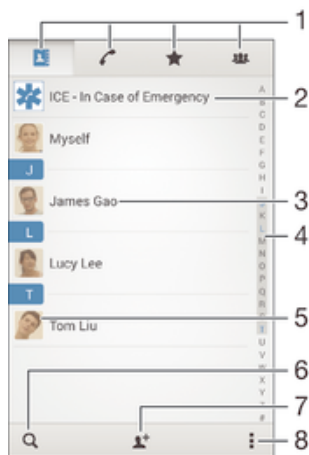 1
ICE - In Case of Emergency
2
Myself
J
James Gao
3
L
Lucy Lee
4
T
Tom Liu
5
A
B
C
D
E
F
G
H
I
K
L
M
N
O
P
Q
R
T
U
V
W
X
Y
#
6
7
8